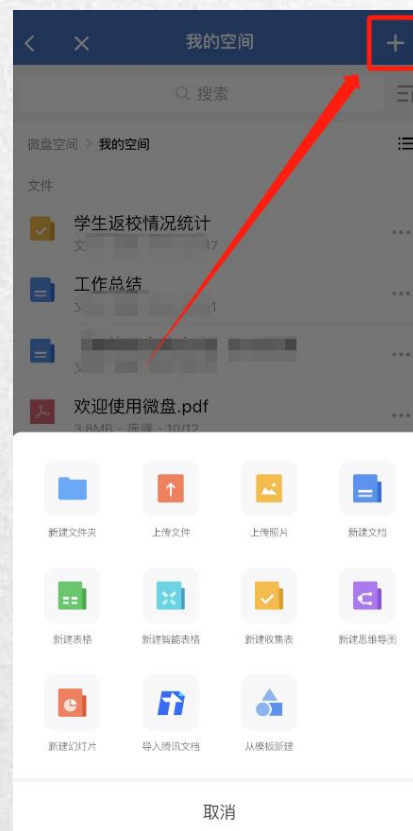 我的空间
搜索
微盘空间 > 我的空间
文件
学生返校情况统计
工作总结
欢迎使用微盘.pdf
3.8MB · 10/12
新建文件夹 上传文件 上传照片 新建文档
新建表格 新建智能表格 新建收集表 新建思维导图
新建幻灯片 导入腾讯文档 从模板新建
取消